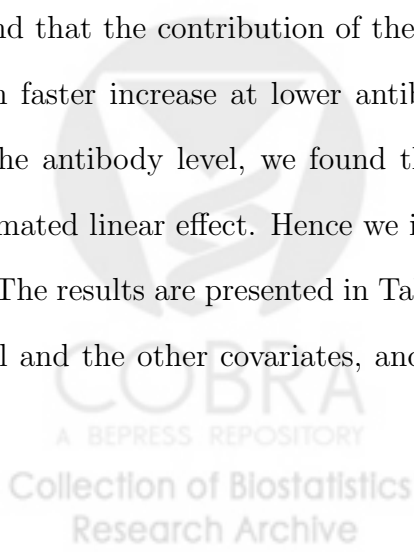 nd that the contribution of the
n faster increase at lower antib
he antibody level, we found th
mated linear effect. Hence we i
The results are presented in Ta
l and the other covariates, and
COBRA
A BEPRESS REPOSITORY
Collection of Biostatistics
Research Archive